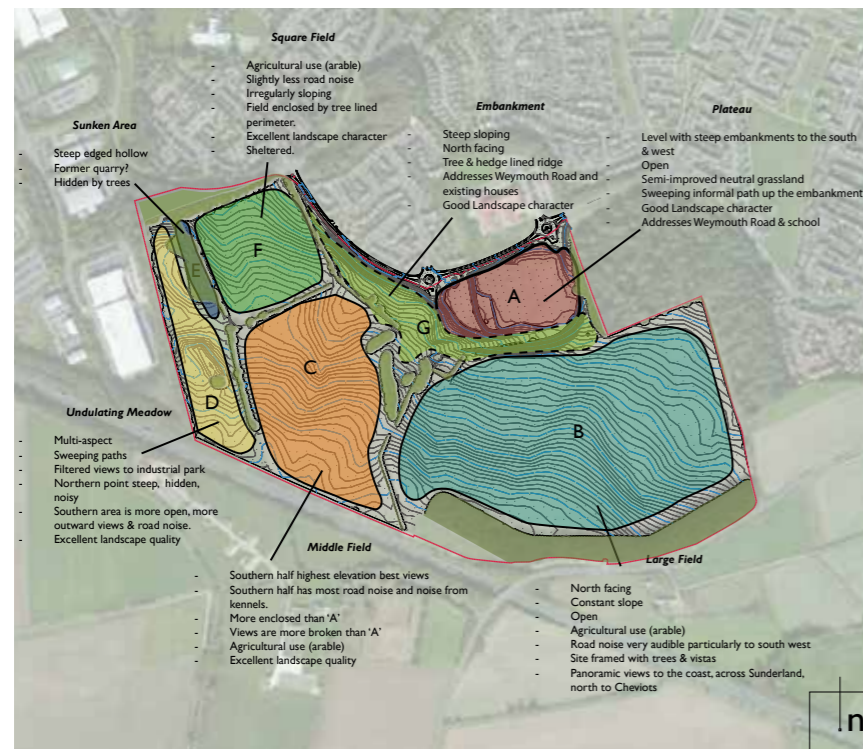 Square Field
- Agricultural use (arable)
- Slightly less road noise
- Irregularly sloping
- Field enclosed by tree lined
perimeter.
- Excellent landscape character
- Sheltered.
Sunken Area
- Steep edged hollow
- Former quarry?
- Hidden by trees
Embankment
- Steep sloping
- North facing
- Tree & hedge lined ridge
- Addresses Weymouth Road and
existing houses
- Good Landscape character
Plateau
- Level with steep embankments to the south
& west
- Open
- Semi-improved neutral grassland
- Sweeping informal path up the embankment
- Good Landscape character
- Addresses Weymouth Road & school
E
F
A
G
C
D
B
Undulating Meadow
- Multi-aspect
- Sweeping paths
- Filtered views to industrial park
- Northern point steep, hidden,
noisy
- Southern area is more open, more
outward views & road noise.
- Excellent landscape quality
Middle Field
- Southern half highest elevation best views
- Southern half has most road noise and noise from
kennels.
- More enclosed than ‘A’
- Views are more broken than ‘A’
- Agricultural use (arable)
- Excellent landscape quality
Large Field
- North facing
- Constant slope
- Open
- Agricultural use (arable)
- Road noise very audible particularly to south west
- Site framed with trees & vistas
- Panoramic views to the coast, across Sunderland,
north to Cheviots
n